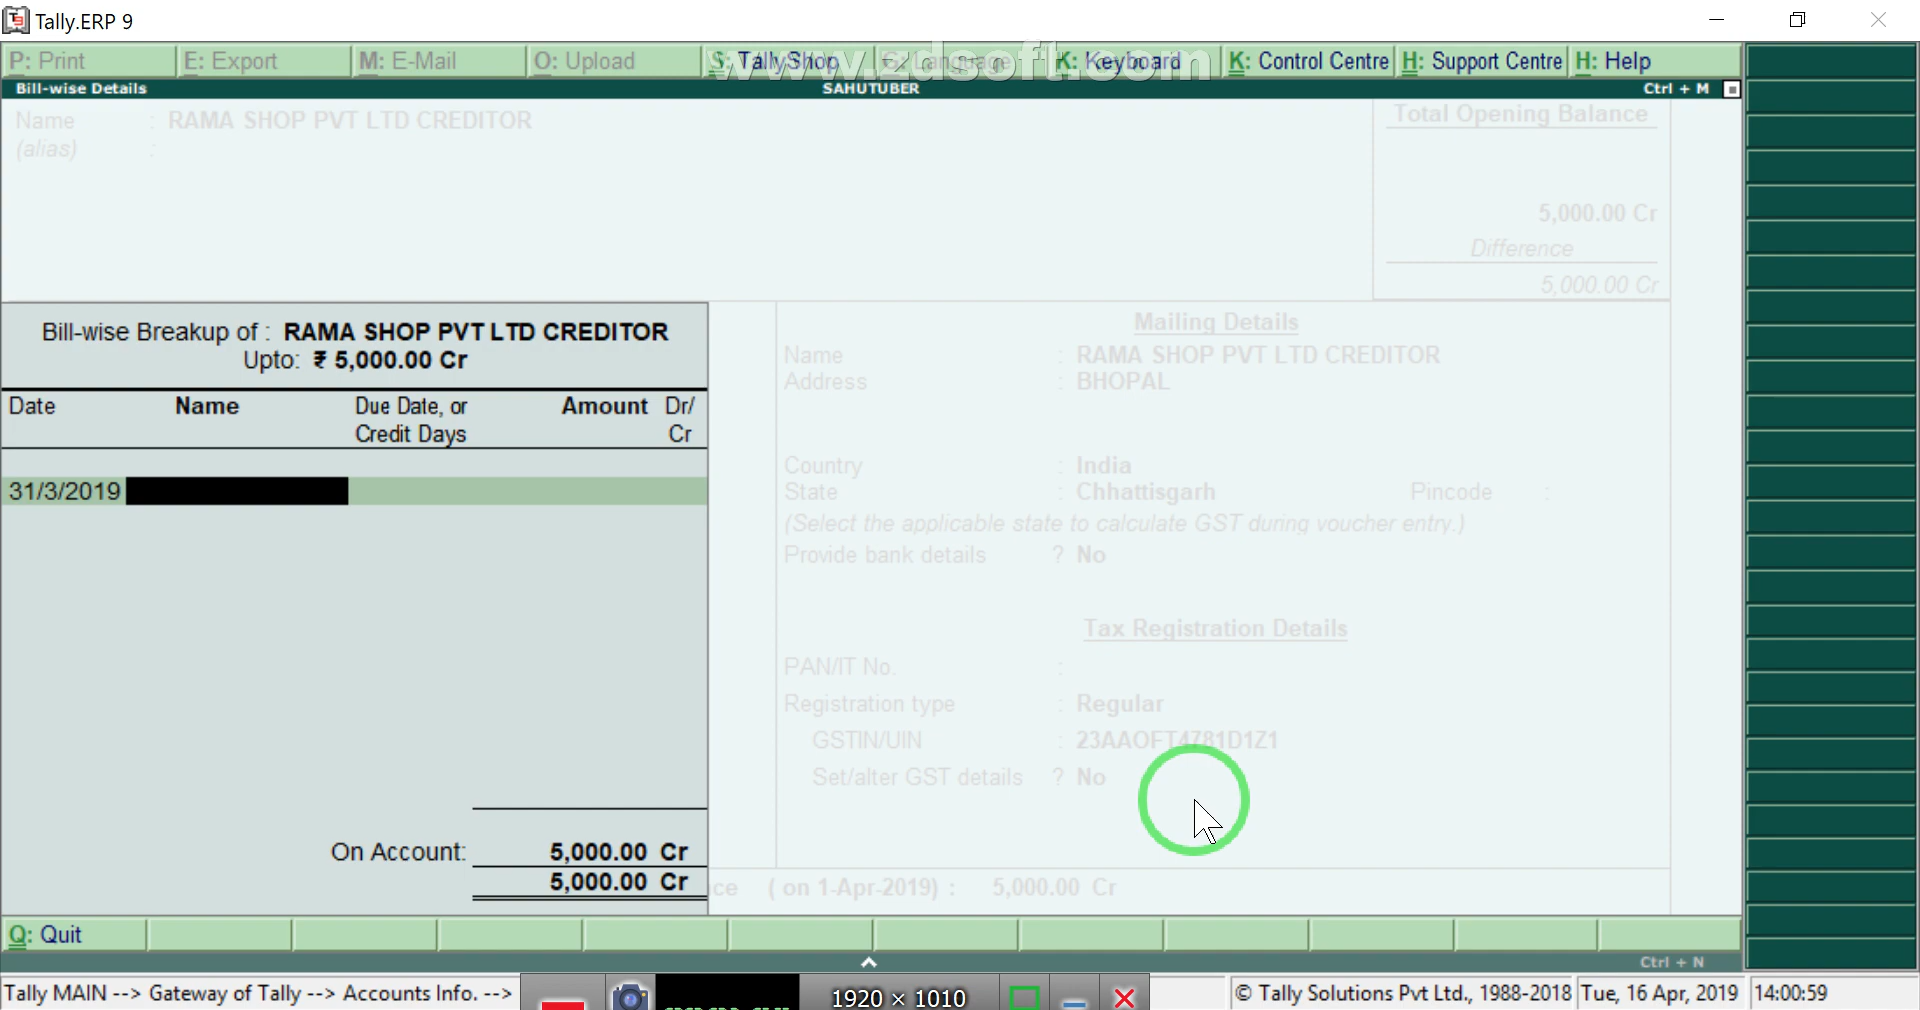 Tally.ERP 9
P: Print E: Export M: E-Mail O: Upload S: TallyShop G: Language K: Keyboard K: Control Centre H: Support Centre H: Help
www.zdsoft.com
Bill-wise Details SAHUTUBER Ctrl + M
Name : RAMA SHOP PVT LTD CREDITOR
(alias) :
Total Opening Balance
5,000.00 Cr
Difference
5,000.00 Cr
Bill-wise Breakup of : RAMA SHOP PVT LTD CREDITOR
Upto: ₹ 5,000.00 Cr
Date Name Due Date, or Amount Dr/
Credit Days Cr
31/3/2019
On Account: 5,000.00 Cr
5,000.00 Cr
Mailing Details
Name : RAMA SHOP PVT LTD CREDITOR
Address : BHOPAL
Country : India
State : Chhattisgarh Pincode :
(Select the applicable state to calculate GST during voucher entry.)
Provide bank details ? No
Tax Registration Details
PAN/IT No. :
Registration type : Regular
GSTIN/UIN : 23AAOFT4781D1Z1
Set/alter GST details ? No
( on 1-Apr-2019) : 5,000.00 Cr
Q: Quit
Ctrl + N
Tally MAIN --> Gateway of Tally --> Accounts Info. -->
1920 × 1010
© Tally Solutions Pvt Ltd., 1988-2018 Tue, 16 Apr, 2019 14:00:59